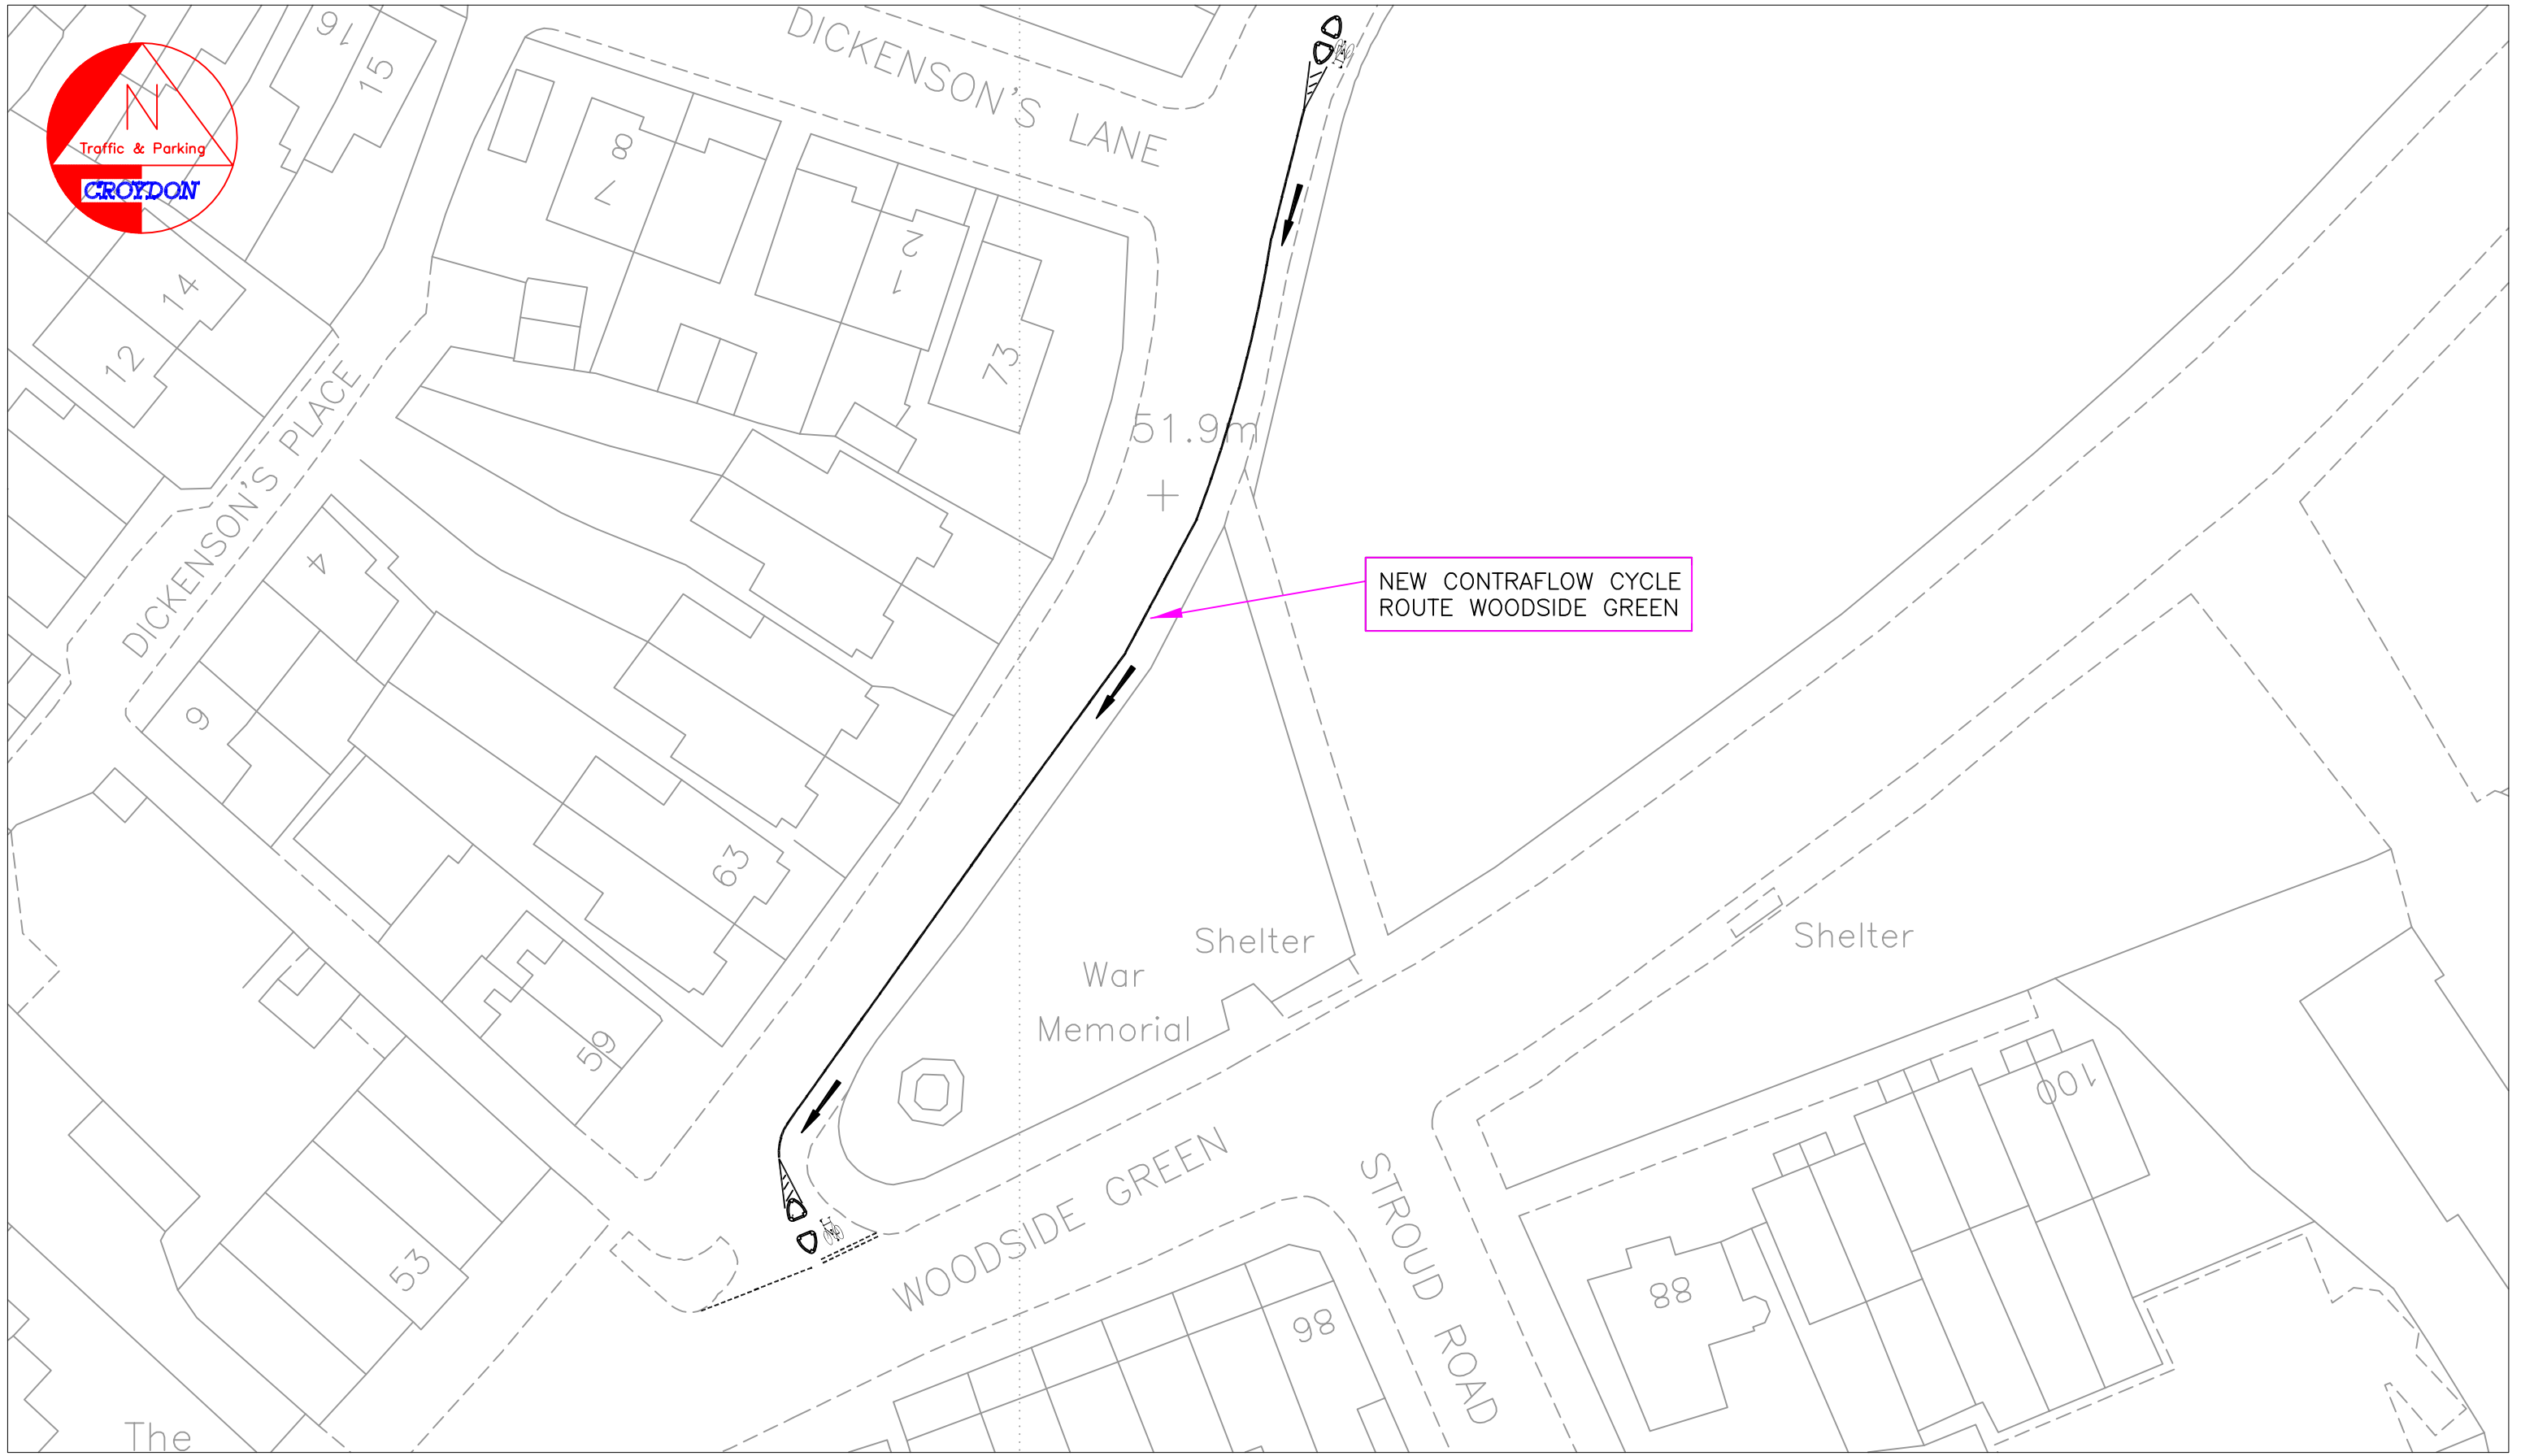 16
15
DICKENSON'S LANE
N
Traffic & Parking
CROYDON
8
7
2
1
14
12
73
DICKENSON'S PLACE
51.9m
4
NEW CONTRAFLOW CYCLE
ROUTE WOODSIDE GREEN
9
63
Shelter
Shelter
War
Memorial
59
100
WOODSIDE GREEN
STROUD ROAD
53
88
98
The